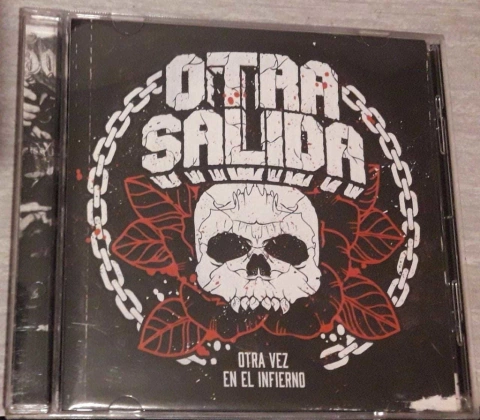 OTRA
SALIDA
OTRA VEZ
EN EL INFIERNO